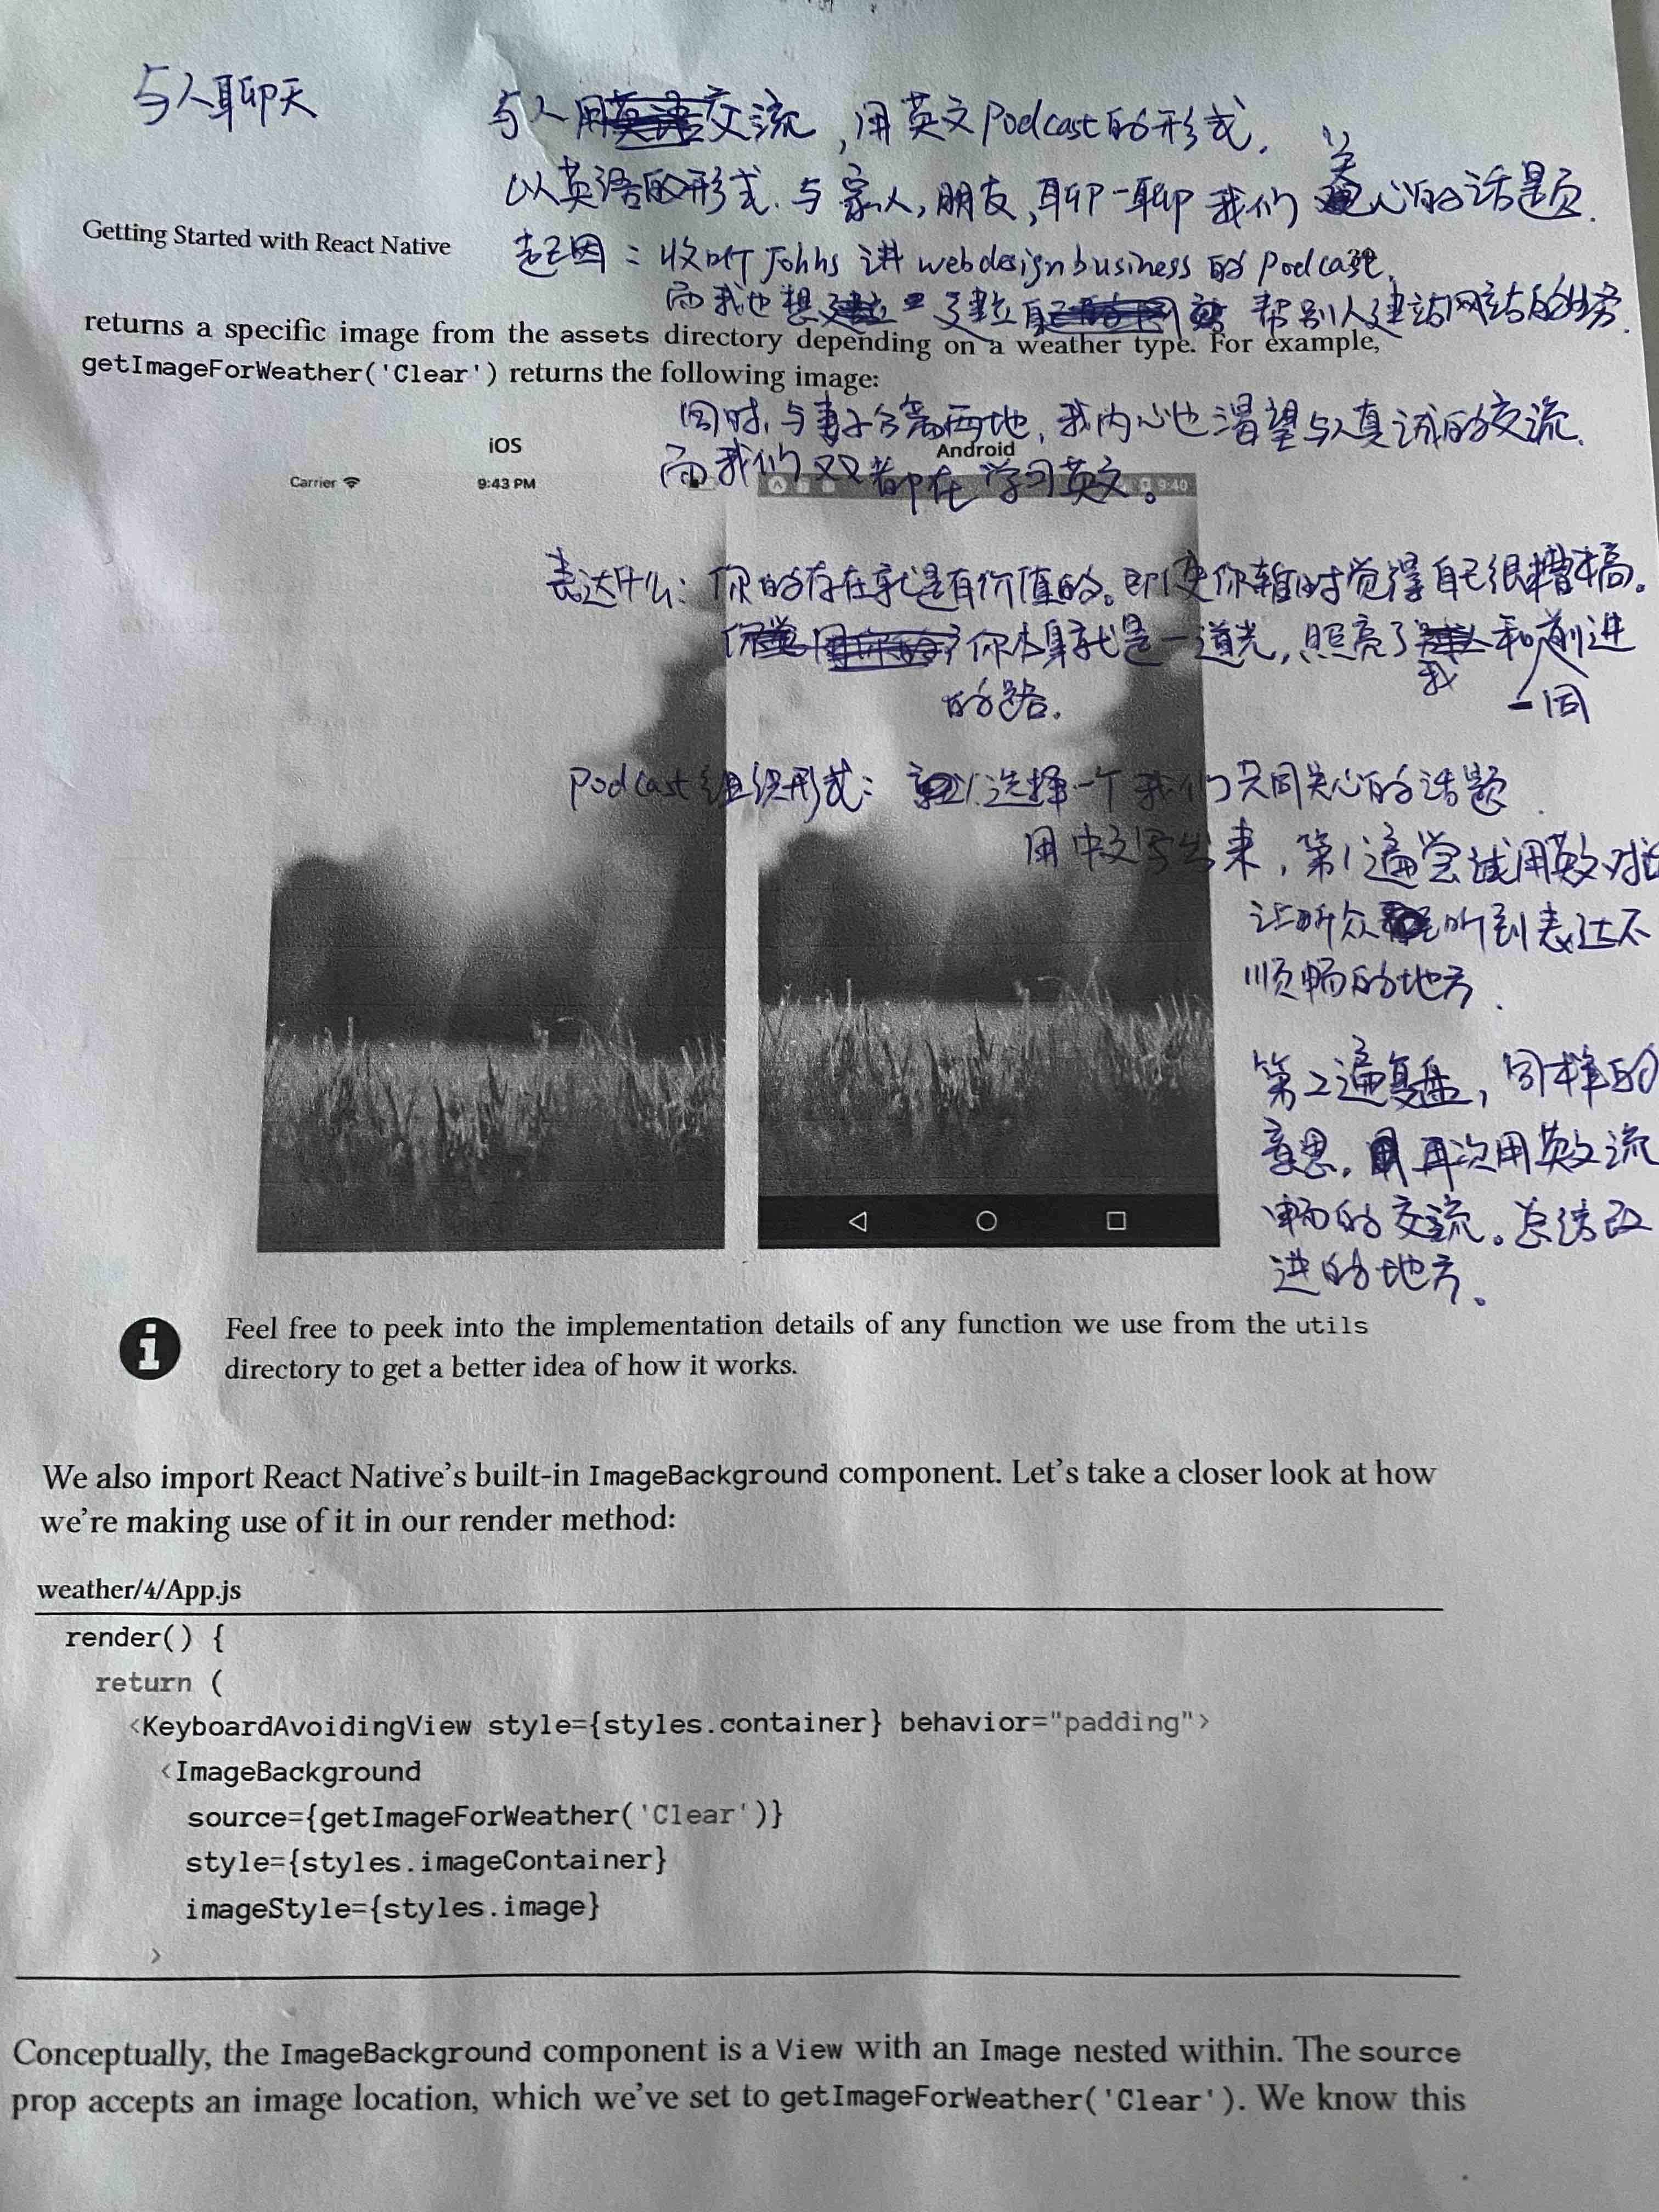 与人聊天
与人用交流,用英文Podcast的形式.
以英语的形式.与家人,朋友,聊一聊我们关心的话题.
Getting Started with React Native
起因:收听Johhs讲webdesignbusiness的Podcast,
而我也想建立自 帮别人建站网站的业务.
returns a specific image from the assets directory depending on a weather type. For example,
getImageForWeather('Clear') returns the following image:
同时,与妻子分离两地,我内心也渴望与人真诚的交流.
iOS
Android
而我们双双都在学习英文。
Carrier
9:43 PM
9:40
表达什么:你的存在就是有价值的。即使你暂时觉得自己很糟糕。
你本身就是一道光,照亮了我一同前进
的路.
Podcast组织形式: 选择一个我们共同关心的话题
用中文写出来,第1遍尝试用英文对话
让听众听到表达不
顺畅的地方.
第2遍复盘,同样的
意思,再次用英文流
畅的交流。总结改
进的地方。
Feel free to peek into the implementation details of any function we use from the utils
directory to get a better idea of how it works.
We also import React Native's built-in ImageBackground component. Let's take a closer look at how
we're making use of it in our render method:
weather/4/App.js
render() {
return (
<KeyboardAvoidingView style={styles.container} behavior="padding">
<ImageBackground
source={getImageForWeather('Clear')}
style={styles.imageContainer}
imageStyle={styles.image}
>
Conceptually, the ImageBackground component is a View with an Image nested within. The source
prop accepts an image location, which we've set to getImageForWeather('Clear'). We know this